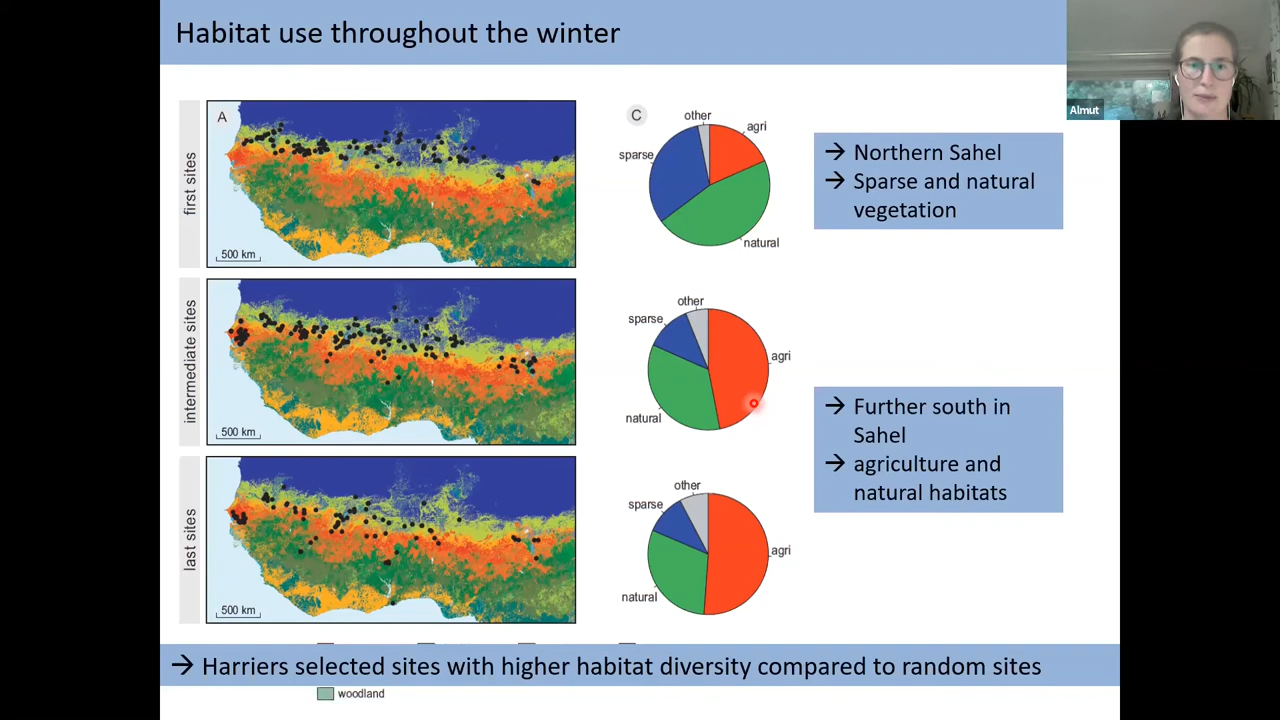 Habitat use throughout the winter
Almut
first sites
A
500 km
C
other
agri
sparse
natural
→ Northern Sahel
→ Sparse and natural
vegetation
intermediate sites
500 km
other
sparse
agri
natural
→ Further south in
Sahel
→ agriculture and
natural habitats
last sites
500 km
other
sparse
agri
natural
→ Harriers selected sites with higher habitat diversity compared to random sites
woodland